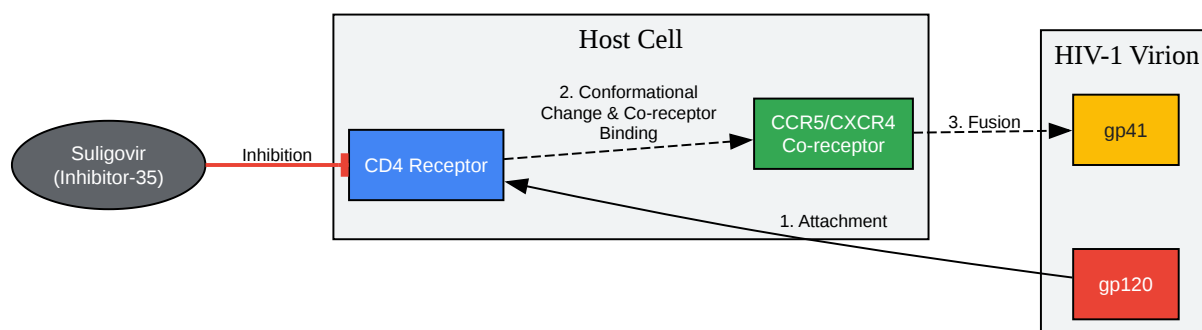 Host Cell
HIV-1 Virion
2. Conformational
Change & Co-receptor
Binding
CCR5/CXCR4
Co-receptor
3. Fusion
gp41
Suligovir
(Inhibitor-35)
Inhibition
CD4 Receptor
1. Attachment
gp120